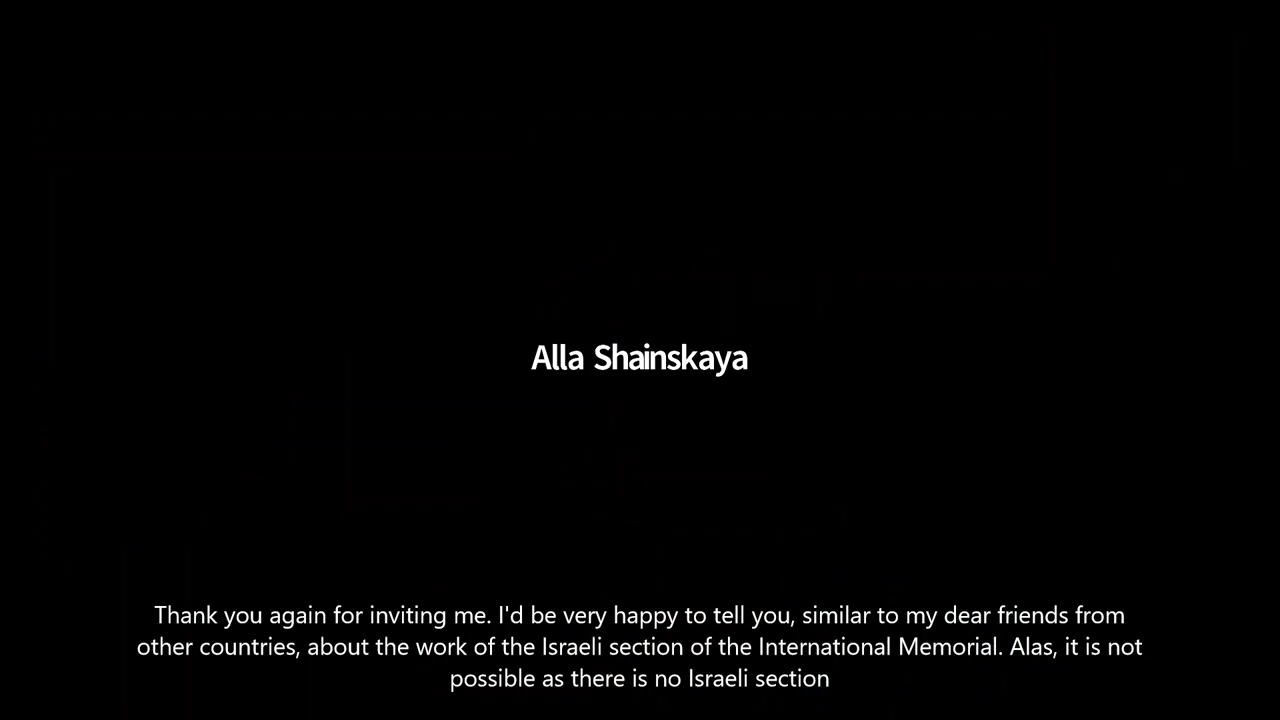 Alla Shainskaya
Thank you again for inviting me. I'd be very happy to tell you, similar to my dear friends from
other countries, about the work of the Israeli section of the International Memorial. Alas, it is not
possible as there is no Israeli section